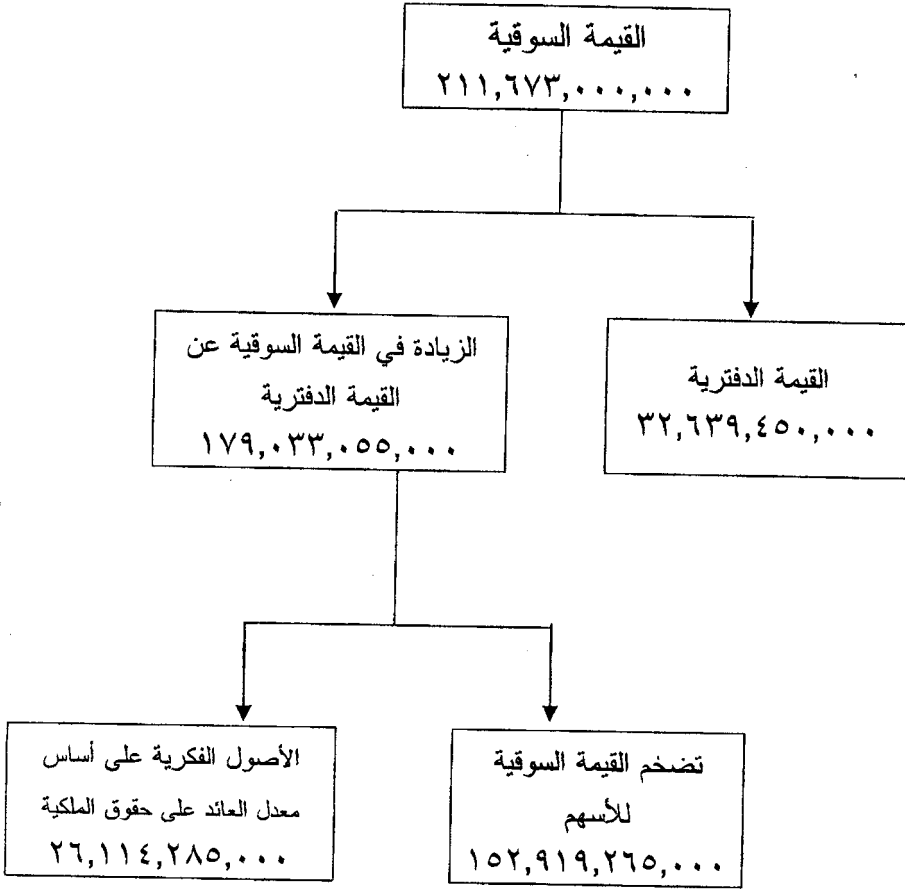 القيمة السوقية
٢١١,٦٧٣,٠٠٠,٠٠٠
القيمة الدفترية
٣٢,٦٣٩,٤٥٠,٠٠٠
الزيادة في القيمة السوقية عن
القيمة الدفترية
١٧٩,٠٣٣,٠٥٥,٠٠٠
تضخم القيمة السوقية
للأسهم
١٥٢,٩١٩,٢٦٥,٠٠٠
الأصول الفكرية على أساس
معدل العائد على حقوق الملكية
٢٦,١١٤,٢٨٥,٠٠٠